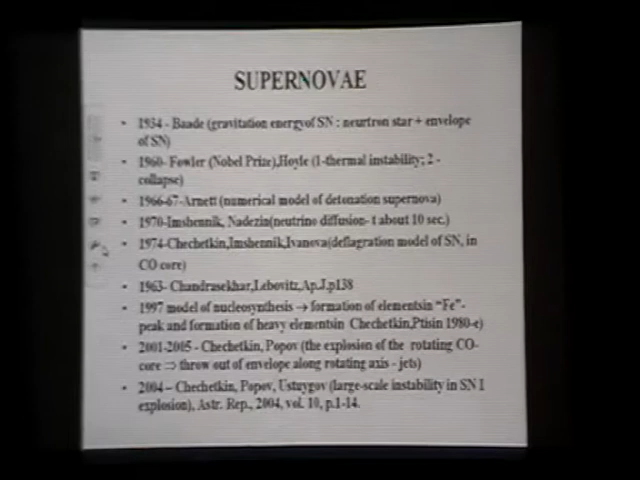 SUPERNOVAE
• 1934 - Baade (gravitation energyof SN : neurtron star + envelope
of SN)
• 1960- Fowler (Nobel Prize),Hoyle (1-thermal instability; 2 -
collapse)
• 1966-67-Arnett (numerical model of detonation supernova)
• 1970-Imshennik, Nadezin(neutrino diffusion- t about 10 sec.)
• 1974-Chechetkin,Imshennik,Ivanova(deflagration model of SN, in
CO core)
• 1963- Chandrasekhar,Lebovitz,Ap.J.p138
• 1997 model of nucleosynthesis → formation of elementsin "Fe"-
peak and formation of heavy elementsin Chechetkin,Ptisin 1980-e)
• 2001-2015 - Chechetkin, Popov (the explosion of the rotating CO-
core ⇒ throw out of envelope along rotating axis - jets)
• 2004 – Chechetkin, Popov, Ustuygov (large-scale instability in SN I
explosion), Astr. Rep., 2004, vol. 10, p.1-14.